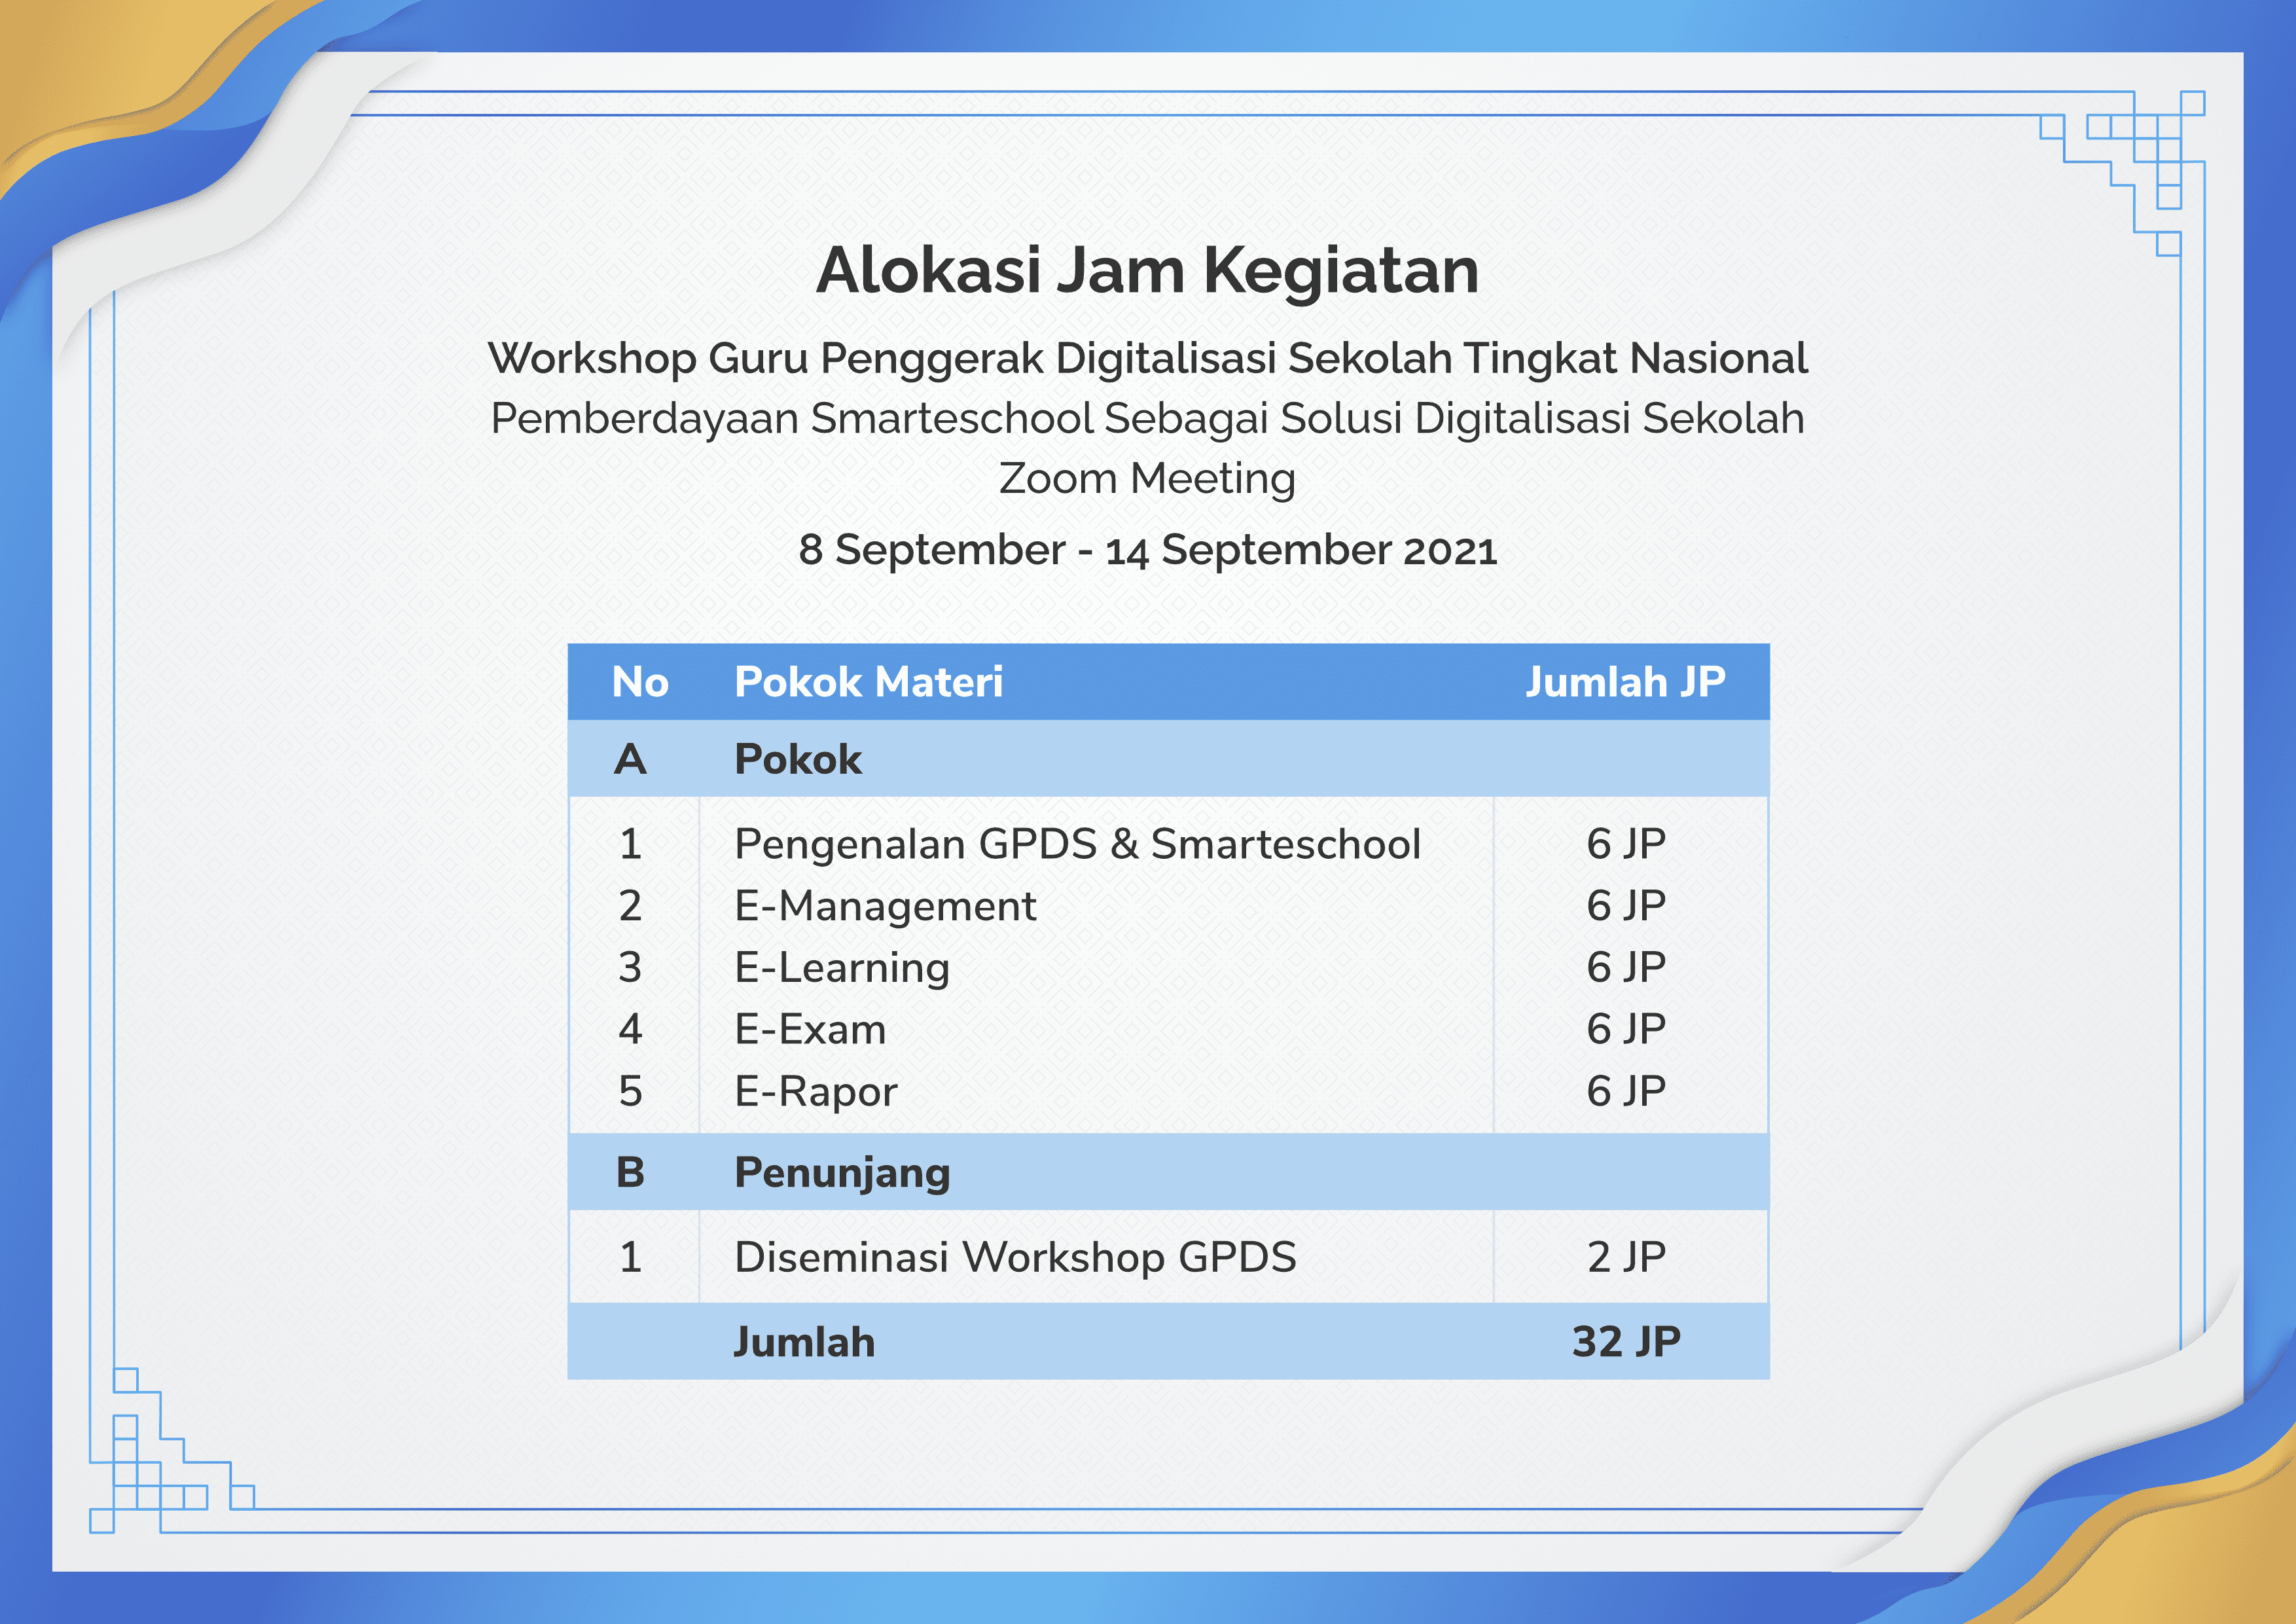 Alokasi Jam Kegiatan
Workshop Guru Penggerak Digitalisasi Sekolah Tingkat Nasional
Pemberdayaan Smarteschool Sebagai Solusi Digitalisasi Sekolah
Zoom Meeting
8 September - 14 September 2021
No Pokok Materi Jumlah JP
A Pokok
1 Pengenalan GPDS & Smarteschool 6 JP
2 E-Management 6 JP
3 E-Learning 6 JP
4 E-Exam 6 JP
5 E-Rapor 6 JP
B Penunjang
1 Diseminasi Workshop GPDS 2 JP
Jumlah 32 JP